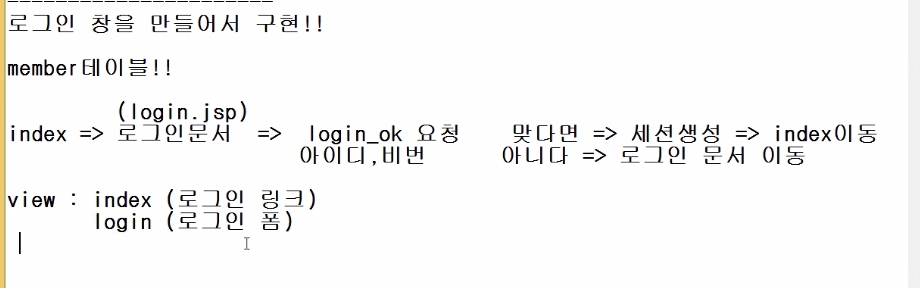 ------------------------
로그인 창을 만들어서 구현!!
member테이블!!
(login.jsp)
index => 로그인문서 => login_ok 요청 맞다면 => 세션생성 => index이동
아이디,비번 아니다 => 로그인 문서 이동
view : index (로그인 링크)
login (로그인 폼)